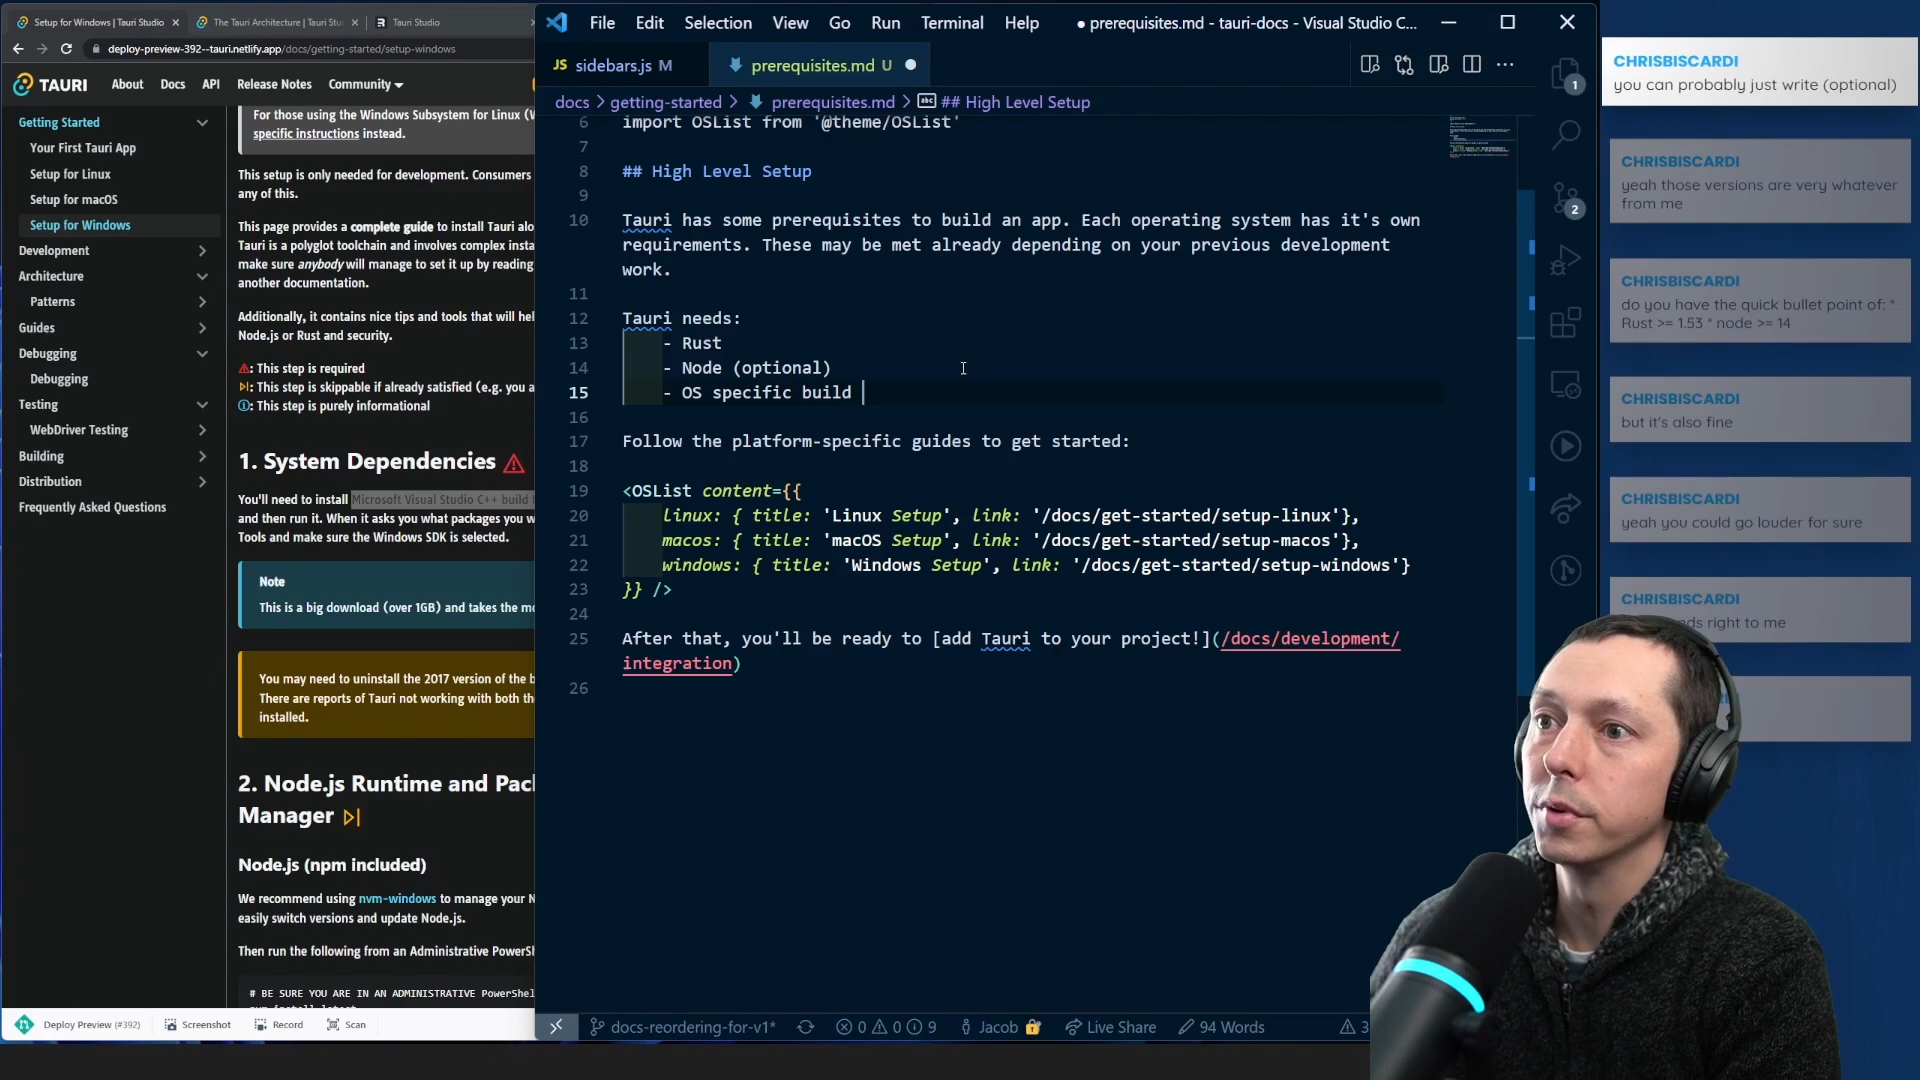 Setup for Windows | Tauri Studio
The Tauri Architecture | Tauri Stu
Tauri Studio
deploy-preview-392--tauri.netlify.app/docs/getting-started/setup-windows
TAURI
About
Docs
API
Release Notes
Community
Getting Started
Your First Tauri App
Setup for Linux
Setup for macOS
Setup for Windows
Development
Architecture
Patterns
Guides
Debugging
Debugging
Testing
WebDriver Testing
Building
Distribution
Frequently Asked Questions
For those using the Windows Subsystem for Linux (W
specific instructions instead.
This setup is only needed for development. Consumers
any of this.
This page provides a complete guide to install Tauri alo
Tauri is a polyglot toolchain and involves complex insta
make sure anybody will manage to set it up by reading
another documentation.
Additionally, it contains nice tips and tools that will hel
Node.js or Rust and security.
: This step is required
: This step is skippable if already satisfied (e.g. you a
: This step is purely informational
1. System Dependencies
You'll need to install Microsoft Visual Studio C++ build t
and then run it. When it asks you what packages you w
Tools and make sure the Windows SDK is selected.
Note
This is a big download (over 1GB) and takes the mo
You may need to uninstall the 2017 version of the b
There are reports of Tauri not working with both th
installed.
2. Node.js Runtime and Pack
Manager
Node.js (npm included)
We recommend using nvm-windows to manage your N
easily switch versions and update Node.js.
Then run the following from an Administrative PowerSh
# BE SURE YOU ARE IN AN ADMINISTRATIVE PowerShel
Deploy Preview (#392)
Screenshot
Record
Scan
File Edit Selection View Go Run Terminal Help
● prerequisites.md - tauri-docs - Visual Studio C...
JS sidebars.js M
prerequisites.md U
docs > getting-started > prerequisites.md > ## High Level Setup
6 import OSList from '@theme/OSList'
7
8 ## High Level Setup
9
10 Tauri has some prerequisites to build an app. Each operating system has it's own
requirements. These may be met already depending on your previous development
work.
11
12 Tauri needs:
13 - Rust
14 - Node (optional)
15 - OS specific build
16
17 Follow the platform-specific guides to get started:
18
19 <OSList content={{
20 linux: { title: 'Linux Setup', link: '/docs/get-started/setup-linux'},
21 macos: { title: 'macOS Setup', link: '/docs/get-started/setup-macos'},
22 windows: { title: 'Windows Setup', link: '/docs/get-started/setup-windows'}
23 }} />
24
25 After that, you'll be ready to [add Tauri to your project!](/docs/development/
integration)
26
docs-reordering-for-v1*
0 0 9
Jacob
Live Share
94 Words
3
1
2
CHRISBISCARDI
you can probably just write (optional)
CHRISBISCARDI
yeah those versions are very whatever
from me
CHRISBISCARDI
do you have the quick bullet point of: *
Rust >= 1.53 * node >= 14
CHRISBISCARDI
but it's also fine
CHRISBISCARDI
yeah you could go louder for sure
CHRISBISCARDI
right to me